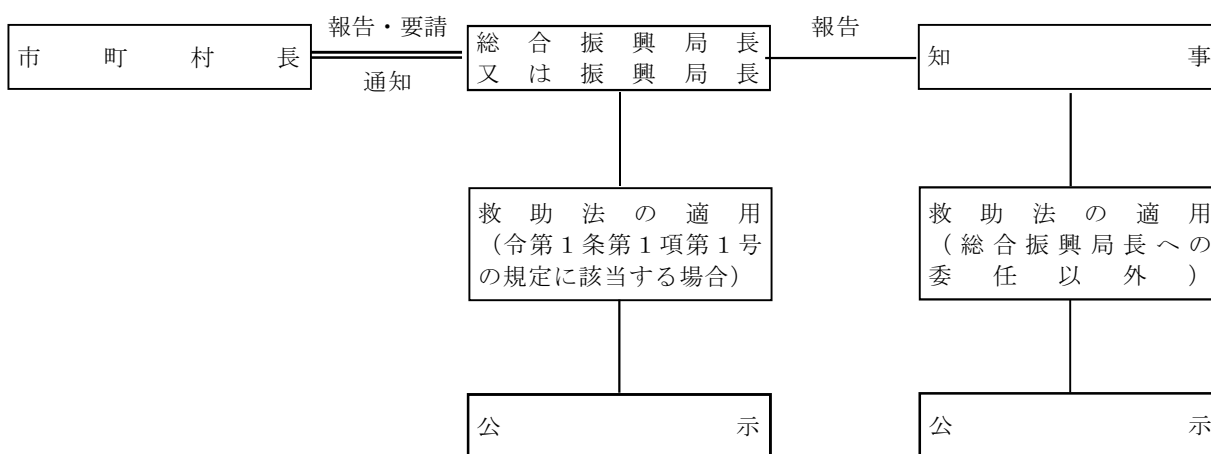 市町村長
報告・要請
通知
総合振興局長
又は振興局長
報告
知事
救助法の適用
（令第１条第１項第１号
の規定に該当する場合）
救助法の適用
（総合振興局長への
委任以外）
公示
公示